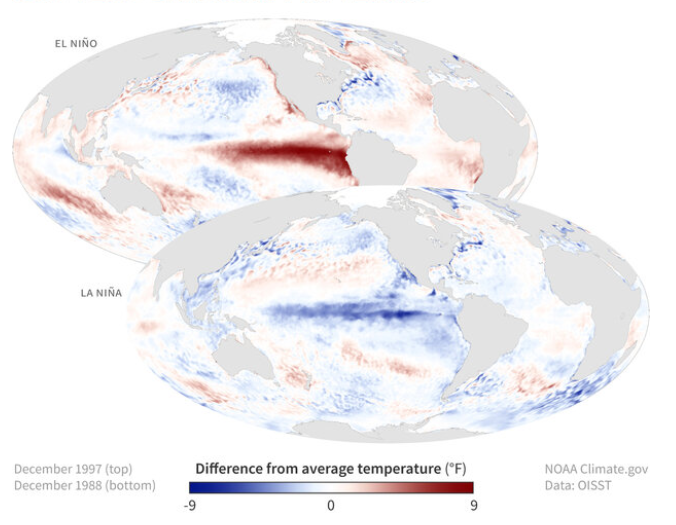 EL NIÑO
LA NIÑA
December 1997 (top)
December 1988 (bottom)
Difference from average temperature (°F)
-9 0 9
NOAA Climate.gov
Data: OISST